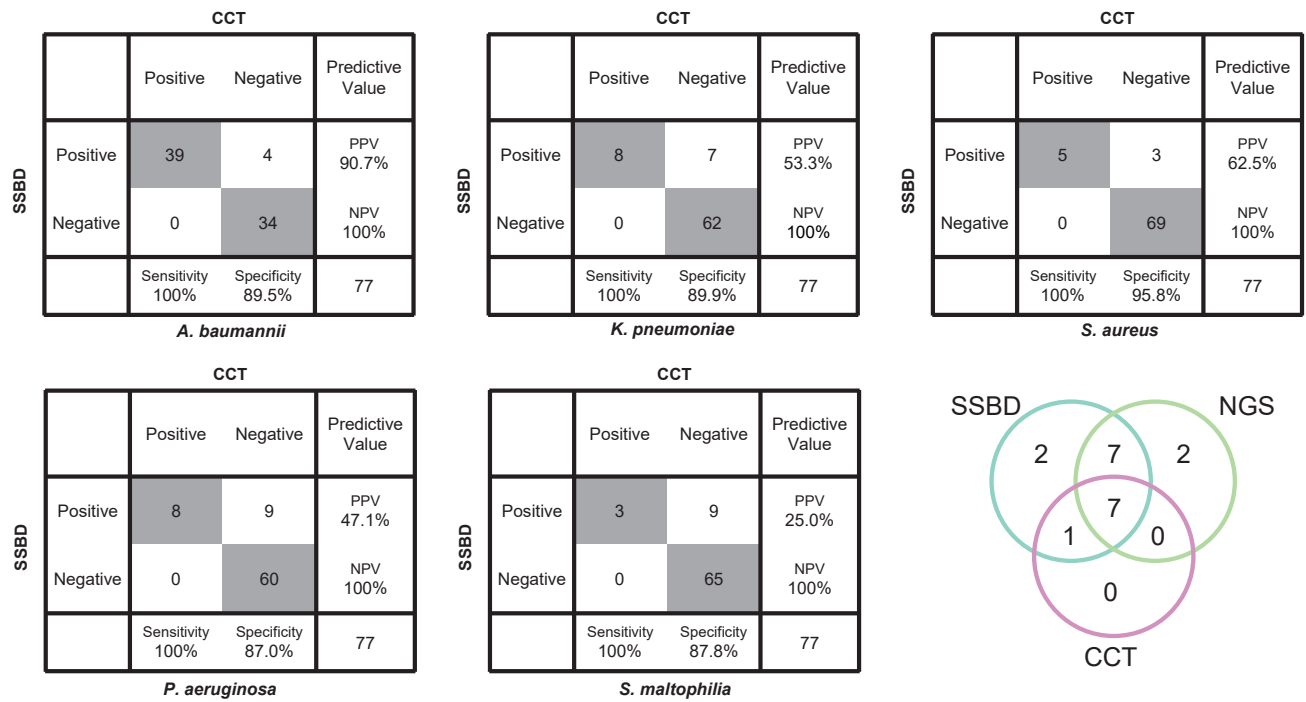 CCT
Positive Negative Predictive
Value
SSBD
Positive 39 4 PPV
90.7%
Negative 0 34 NPV
100%
Sensitivity
100% Specificity
89.5% 77
A. baumannii
CCT
Positive Negative Predictive
Value
SSBD
Positive 8 7 PPV
53.3%
Negative 0 62 NPV
100%
Sensitivity
100% Specificity
89.9% 77
K. pneumoniae
CCT
Positive Negative Predictive
Value
SSBD
Positive 5 3 PPV
62.5%
Negative 0 69 NPV
100%
Sensitivity
100% Specificity
95.8% 77
S. aureus
CCT
Positive Negative Predictive
Value
SSBD
Positive 8 9 PPV
47.1%
Negative 0 60 NPV
100%
Sensitivity
100% Specificity
87.0% 77
P. aeruginosa
CCT
Positive Negative Predictive
Value
SSBD
Positive 3 9 PPV
25.0%
Negative 0 65 NPV
100%
Sensitivity
100% Specificity
87.8% 77
S. maltophilia
SSBD NGS
2 7 2
7
1 0
0
CCT